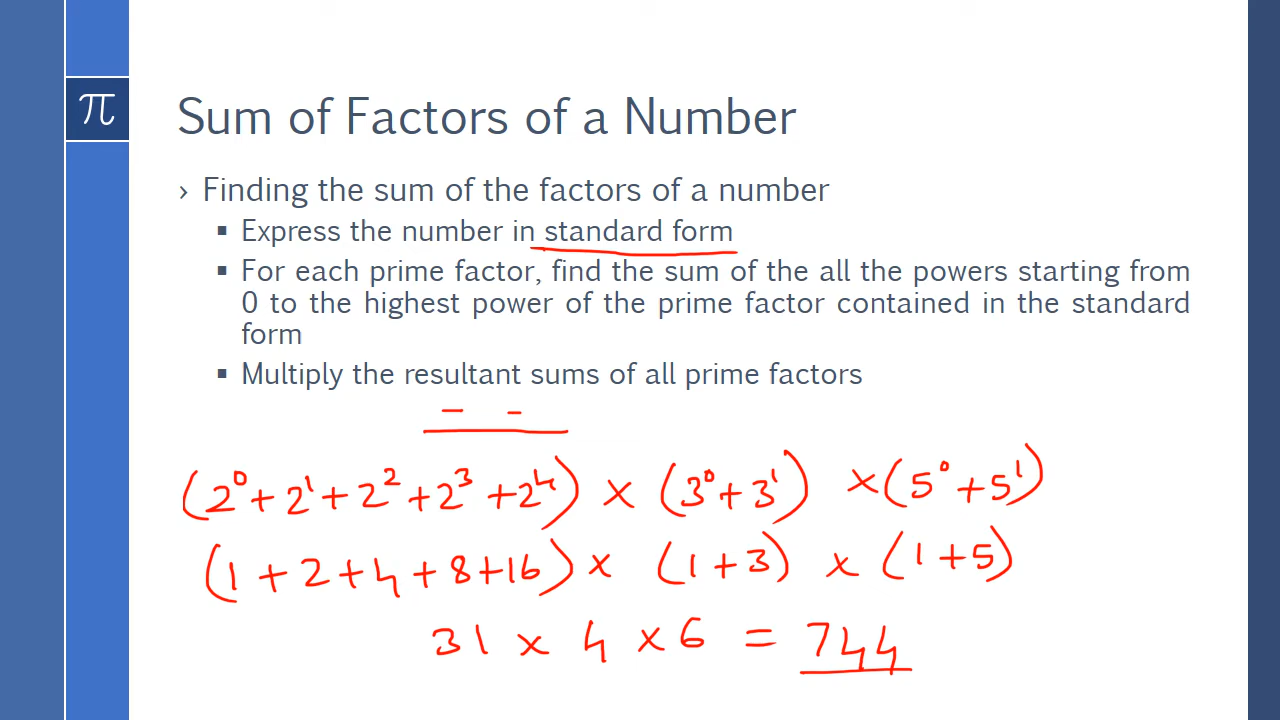 π
Sum of Factors of a Number
› Finding the sum of the factors of a number
▪ Express the number in standard form
▪ For each prime factor, find the sum of the all the powers starting from
0 to the highest power of the prime factor contained in the standard
form
▪ Multiply the resultant sums of all prime factors
(2⁰ + 2¹ + 2² + 2³ + 2⁴) × (3⁰ + 3¹) × (5⁰ + 5¹)
(1 + 2 + 4 + 8 + 16) × (1 + 3) × (1 + 5)
31 × 4 × 6 = 744